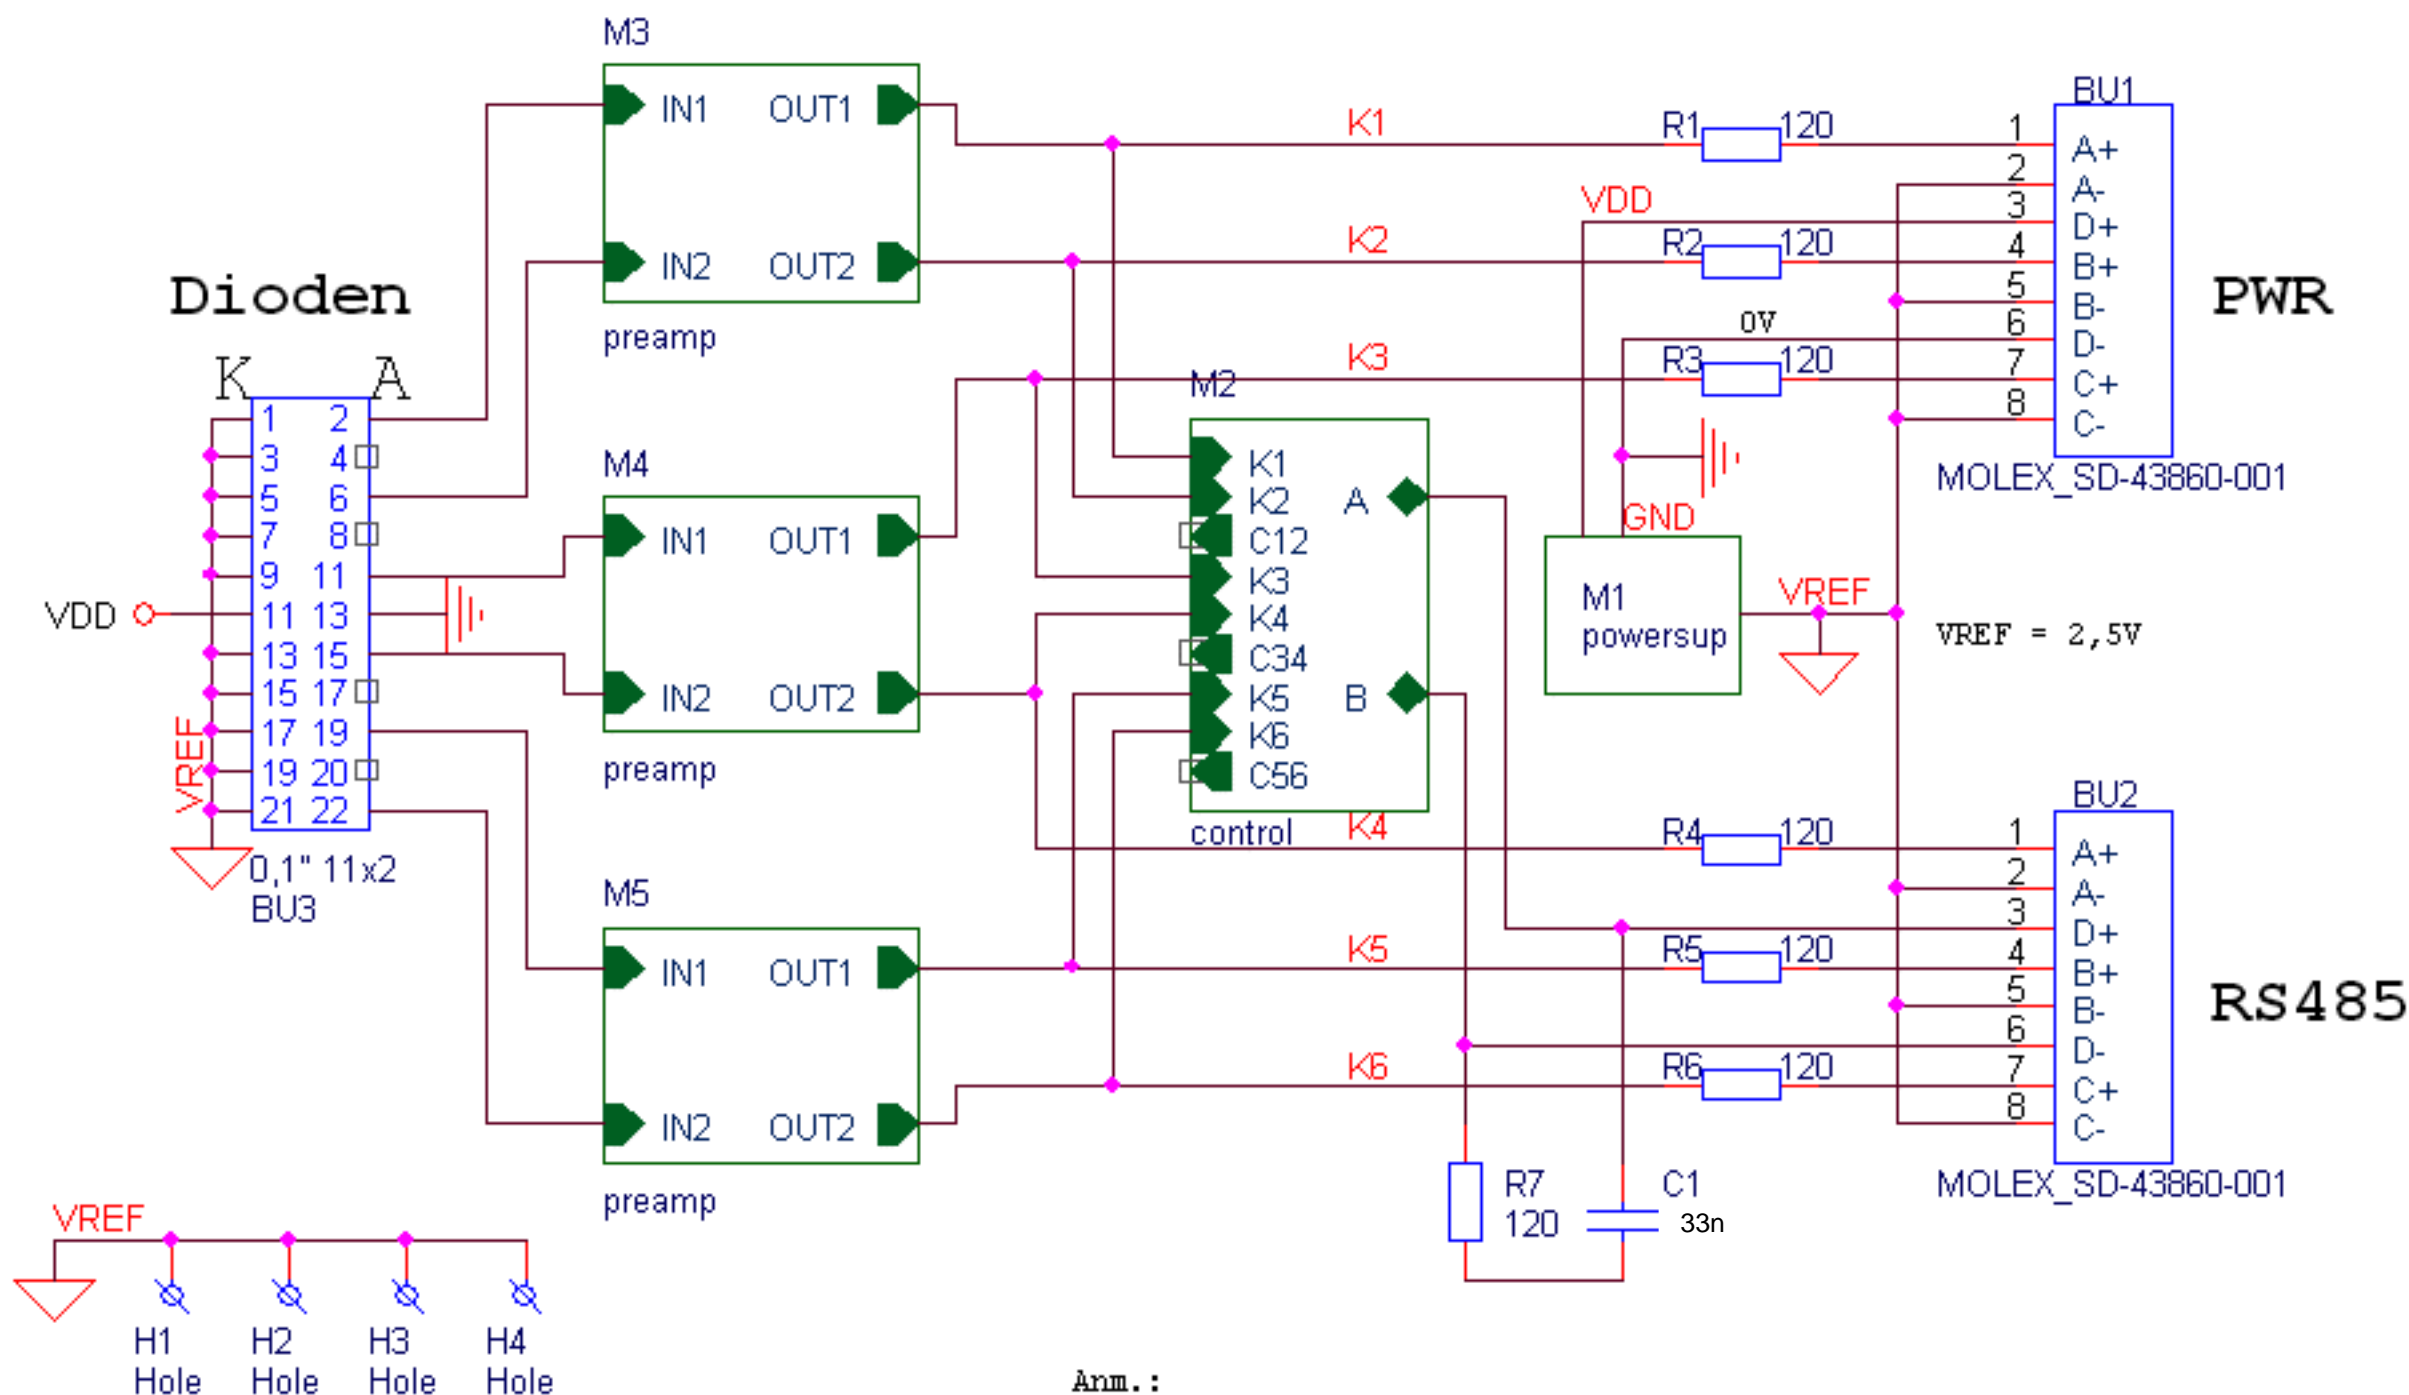 M3
IN1 OUT1
IN2 OUT2
preamp
Dioden
K A
1 2
3 4
5 6
7 8
9 11
VDD 11 13
13 15
15 17
17 19
19 20
21 22
VREF
0,1" 11x2
BU3
M4
IN1 OUT1
IN2 OUT2
preamp
M5
IN1 OUT1
IN2 OUT2
preamp
K1
K2
K3
M2
K1
K2
C12
K3
K4
C34
K5
K6
C56
A
B
control
K4
K5
K6
R1 120
VDD
R2 120
0V
R3 120
GND
M1
powersup
VREF
VREF = 2,5V
BU1
1 A+
2 A-
3 D+
4 B+
5 B-
6 D-
7 C+
8 C-
MOLEX_SD-43860-001
PWR
R4 120
R5 120
R6 120
BU2
1 A+
2 A-
3 D+
4 B+
5 B-
6 D-
7 C+
8 C-
MOLEX_SD-43860-001
RS485
R7
120
C1
33n
VREF
H1 H2 H3 H4
Hole Hole Hole Hole
Anm.: